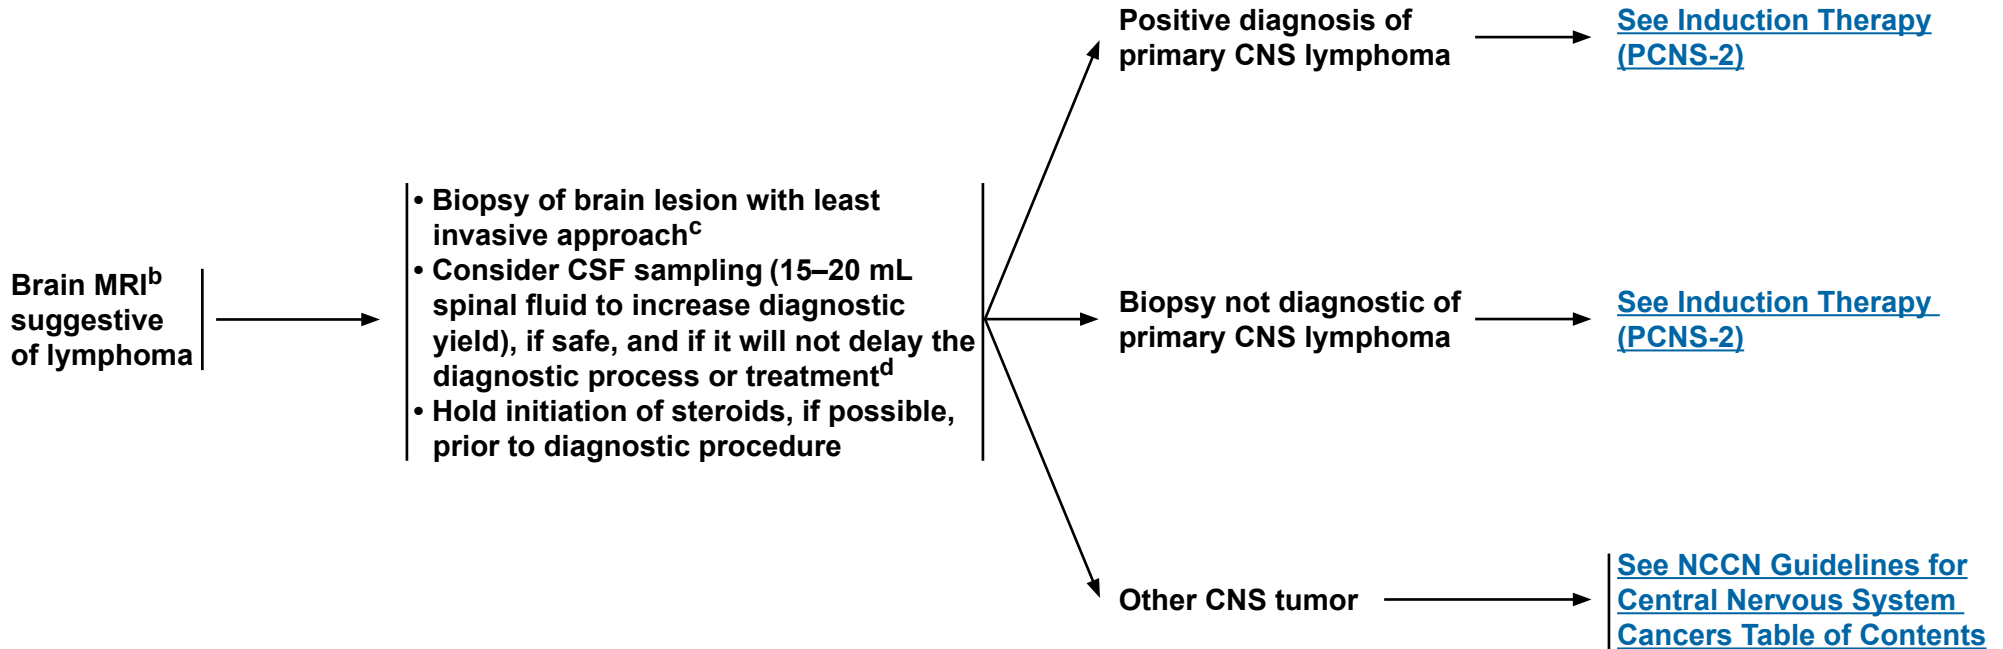 Brain MRIb
suggestive
of lymphoma
• Biopsy of brain lesion with least
invasive approachc
• Consider CSF sampling (15–20 mL
spinal fluid to increase diagnostic
yield), if safe, and if it will not delay the
diagnostic process or treatmentd
• Hold initiation of steroids, if possible,
prior to diagnostic procedure
Positive diagnosis of
primary CNS lymphoma
See Induction Therapy
(PCNS-2)
Biopsy not diagnostic of
primary CNS lymphoma
See Induction Therapy
(PCNS-2)
Other CNS tumor
See NCCN Guidelines for
Central Nervous System
Cancers Table of Contents